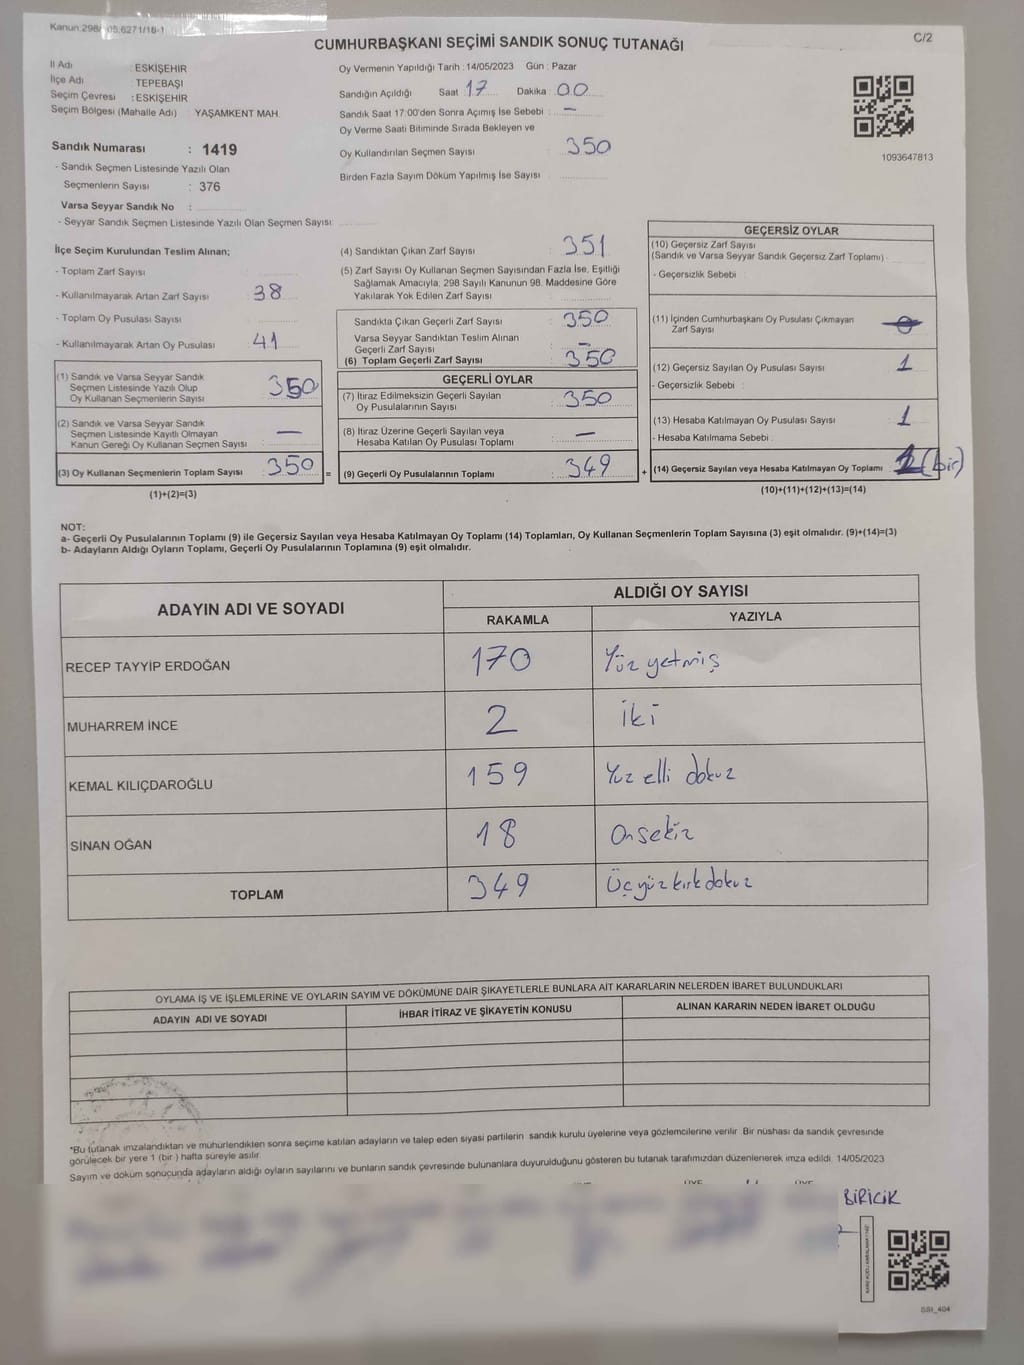 Kanun:298/ 05;6271/16-1
C/2
CUMHURBAŞKANI SEÇİMİ SANDIK SONUÇ TUTANAĞI
İl Adı : ESKİŞEHİR
İlçe Adı : TEPEBAŞI
Seçim Çevresi : ESKİŞEHİR
Seçim Bölgesi (Mahalle Adı) : YAŞAMKENT MAH.
Sandık Numarası : 1419
- Sandık Seçmen Listesinde Yazılı Olan
Seçmenlerin Sayısı : 376
Varsa Seyyar Sandık No :
- Seyyar Sandık Seçmen Listesinde Yazılı Olan Seçmen Sayısı :
Oy Vermenin Yapıldığı Tarih : 14/05/2023 Gün : Pazar
Sandığın Açıldığı Saat : 17 Dakika : 00
Sandık Saat 17:00'den Sonra Açımış İse Sebebi : —
Oy Verme Saati Bitiminde Sırada Bekleyen ve
Oy Kullandırılan Seçmen Sayısı : 350
Birden Fazla Sayım Döküm Yapılmış İse Sayısı :
1093647813
İlçe Seçim Kurulundan Teslim Alınan;
- Toplam Zarf Sayısı :
- Kullanılmayarak Artan Zarf Sayısı : 38
- Toplam Oy Pusulası Sayısı :
- Kullanılmayarak Artan Oy Pusulası : 41
(1) Sandık ve Varsa Seyyar Sandık
Seçmen Listesinde Yazılı Olup
Oy Kullanan Seçmenlerin Sayısı : 350
(2) Sandık ve Varsa Seyyar Sandık
Seçmen Listesinde Kayıtlı Olmayan
Kanun Gereği Oy Kullanan Seçmen Sayısı : —
(3) Oy Kullanan Seçmenlerin Toplam Sayısı : 350 =
(1)+(2)=(3)
(4) Sandıktan Çıkan Zarf Sayısı : 351
(5) Zarf Sayısı Oy Kullanan Seçmen Sayısından Fazla İse, Eşitliği
Sağlamak Amacıyla, 298 Sayılı Kanunun 98. Maddesine Göre
Yakılarak Yok Edilen Zarf Sayısı :
Sandıkta Çıkan Geçerli Zarf Sayısı : 350
Varsa Seyyar Sandıktan Teslim Alınan
Geçerli Zarf Sayısı : —
(6) Toplam Geçerli Zarf Sayısı : 350
GEÇERLİ OYLAR
(7) İtiraz Edilmeksizin Geçerli Sayılan
Oy Pusulalarının Sayısı : 350
(8) İtiraz Üzerine Geçerli Sayılan veya
Hesaba Katılan Oy Pusulası Toplamı : —
(9) Geçerli Oy Pusulalarının Toplamı : 349 +
GEÇERSİZ OYLAR
(10) Geçersiz Zarf Sayısı
(Sandık ve Varsa Seyyar Sandık Geçersiz Zarf Toplamı) :
- Geçersizlik Sebebi :
(11) İçinden Cumhurbaşkanı Oy Pusulası Çıkmayan
Zarf Sayısı : 0
(12) Geçersiz Sayılan Oy Pusulası Sayısı : 1
- Geçersizlik Sebebi :
(13) Hesaba Katılmayan Oy Pusulası Sayısı : 1
- Hesaba Katılmama Sebebi :
(14) Geçersiz Sayılan veya Hesaba Katılmayan Oy Toplamı : 1 (bir)
(10)+(11)+(12)+(13)=(14)
NOT:
a- Geçerli Oy Pusulalarının Toplamı (9) ile Geçersiz Sayılan veya Hesaba Katılmayan Oy Toplamı (14) Toplamları, Oy Kullanan Seçmenlerin Toplam Sayısına (3) eşit olmalıdır. (9)+(14)=(3)
b- Adayların Aldığı Oyların Toplamı, Geçerli Oy Pusulalarının Toplamına (9) eşit olmalıdır.
ADAYIN ADI VE SOYADI ALDIĞI OY SAYISI
RAKAMLA YAZIYLA
RECEP TAYYİP ERDOĞAN 170 Yüz yetmiş
MUHARREM İNCE 2 İki
KEMAL KILIÇDAROĞLU 159 Yuz elli dokuz
SİNAN OĞAN 18 Onsekiz
TOPLAM 349 Üçyüz kırk dokuz
OYLAMA İŞ VE İŞLEMLERİNE VE OYLARIN SAYIM VE DÖKÜMÜNE DAİR ŞİKAYETLERLE BUNLARA AİT KARARLARIN NELERDEN İBARET BULUNDUKLARI
ADAYIN ADI VE SOYADI İHBAR İTİRAZ VE ŞİKAYETİN KONUSU ALINAN KARARIN NEDEN İBARET OLDUĞU
*Bu tutanak imzalandıktan ve mühürlendikten sonra seçime katılan adayların ve talep eden siyasi partilerin sandık kurulu üyelerine veya gözlemcilerine verilir. Bir nüshası da sandık çevresinde
görülecek bir yere 1 (bir ) hafta süreyle asılır.
Sayım ve döküm sonucunda adayların aldığı oyların sayılarını ve bunların sandık çevresinde bulunanlara duyurulduğunu gösteren bu tutanak tarafımızdan düzenlenerek imza edildi. 14/05/2023
BİRİCİK
SSI_404